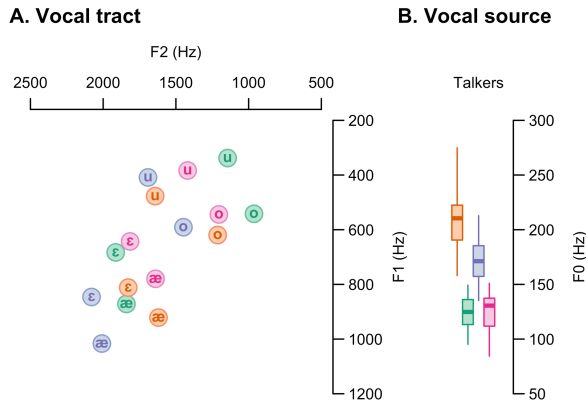 A. Vocal tract
B. Vocal source
F2 (Hz)
2500 2000 1500 1000 500
Talkers
200
400
600
800
1000
1200
F1 (Hz)
300
250
200
150
100
50
F0 (Hz)
u
u
u
u
o
o
o
o
ɛ
ɛ
æ
ɛ
ɛ
æ
æ
æ